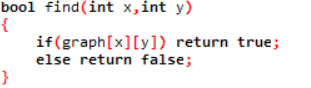 bool find(int x,int y)
{
    if(graph[x][y]) return true;
    else return false;
}